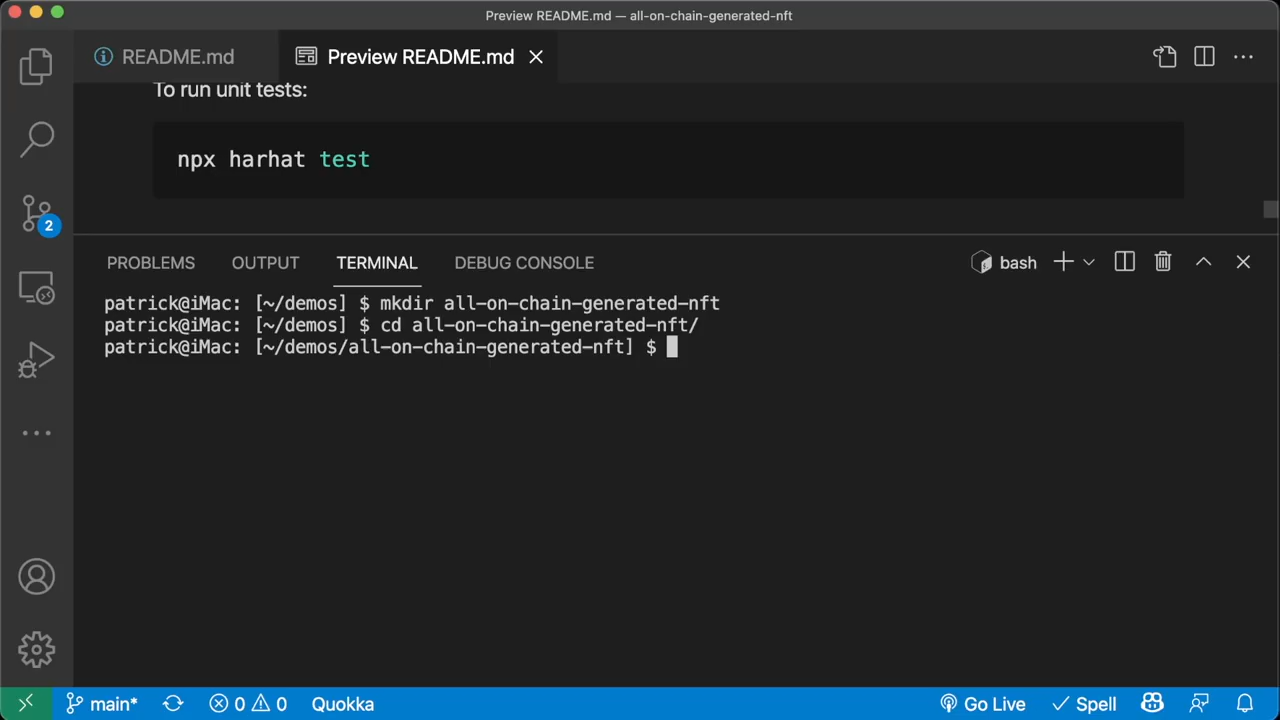 Preview README.md — all-on-chain-generated-nft
README.md
Preview README.md
To run unit tests:
npx harhat test
2
PROBLEMS OUTPUT TERMINAL DEBUG CONSOLE
bash
patrick@iMac: [~/demos] $ mkdir all-on-chain-generated-nft
patrick@iMac: [~/demos] $ cd all-on-chain-generated-nft/
patrick@iMac: [~/demos/all-on-chain-generated-nft] $
main* 0 0 Quokka Go Live Spell